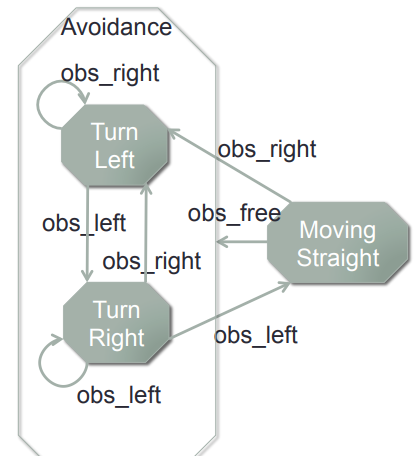 Avoidance
obs_right
Turn
Left
obs_right
obs_left
obs_free
Moving
Straight
obs_right
Turn
Right
obs_left
obs_left